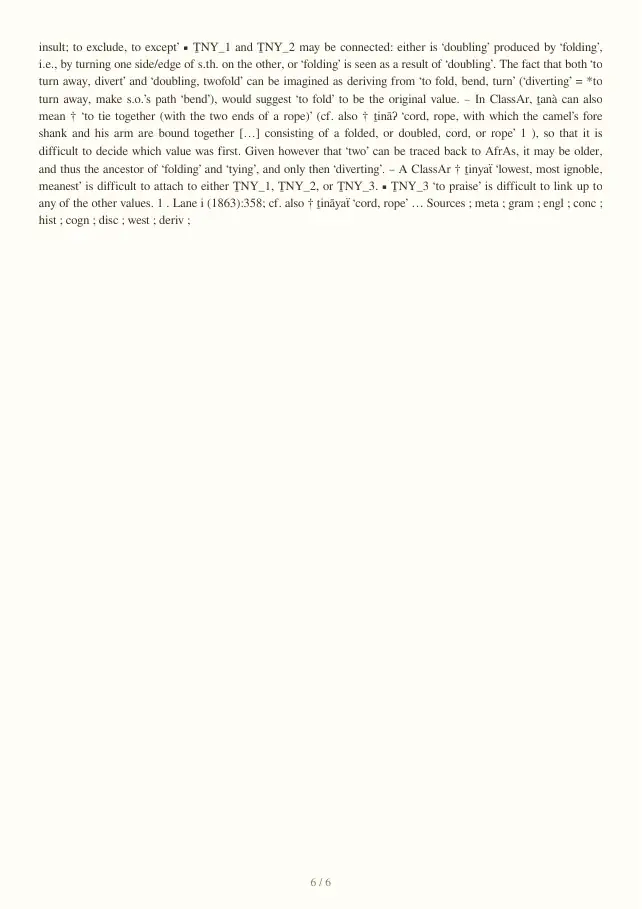 insult; to exclude, to except’ ▪ ṮNY_1 and ṮNY_2 may be connected: either is ‘doubling’ produced by ‘folding’,
i.e., by turning one side/edge of s.th. on the other, or ‘folding’ is seen as a result of ‘doubling’. The fact that both ‘to
turn away, divert’ and ‘doubling, twofold’ can be imagined as deriving from ‘to fold, bend, turn’ (‘diverting’ = *to
turn away, make s.o.’s path ‘bend’), would suggest ‘to fold’ to be the original value. – In ClassAr, ṯanà can also
mean † ‘to tie together (with the two ends of a rope)’ (cf. also † ṯināʔ ‘cord, rope, with which the camel’s fore
shank and his arm are bound together […] consisting of a folded, or doubled, cord, or rope’ 1 ), so that it is
difficult to decide which value was first. Given however that ‘two’ can be traced back to AfrAs, it may be older,
and thus the ancestor of ‘folding’ and ‘tying’, and only then ‘diverting’. – A ClassAr † ṯinyaẗ ‘lowest, most ignoble,
meanest’ is difficult to attach to either ṮNY_1, ṮNY_2, or ṮNY_3. ▪ ṮNY_3 ‘to praise’ is difficult to link up to
any of the other values. 1 . Lane i (1863):358; cf. also † ṯināyaẗ ‘cord, rope’ … Sources ; meta ; gram ; engl ; conc ;
hist ; cogn ; disc ; west ; deriv ;
6 / 6